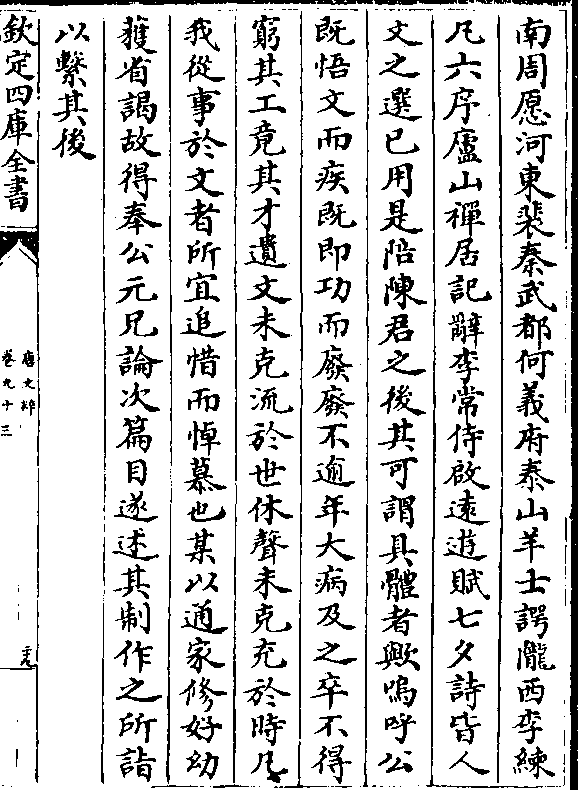 南周愿河東裴泰武都何義府泰山羊士諤隴西李練
凡六序廬山禪居記辭李常侍啟遠遊賦七夕詩皆人
文之選已用是陪陳君之後其可謂具體者歟嗚呼公
既悟文而疾既即功而廢廢不逾年大病及之卒不得
窮其工竟其才遺文未克流於世休聲未克充於時凡
我從事於文者所宜追惜而悼慕也某以通家修好幼
獲省謁故得奉公元兄論次篇目遂述其制作之所詣
以繫其後
欽定四庫全書
唐文粹
卷九十三